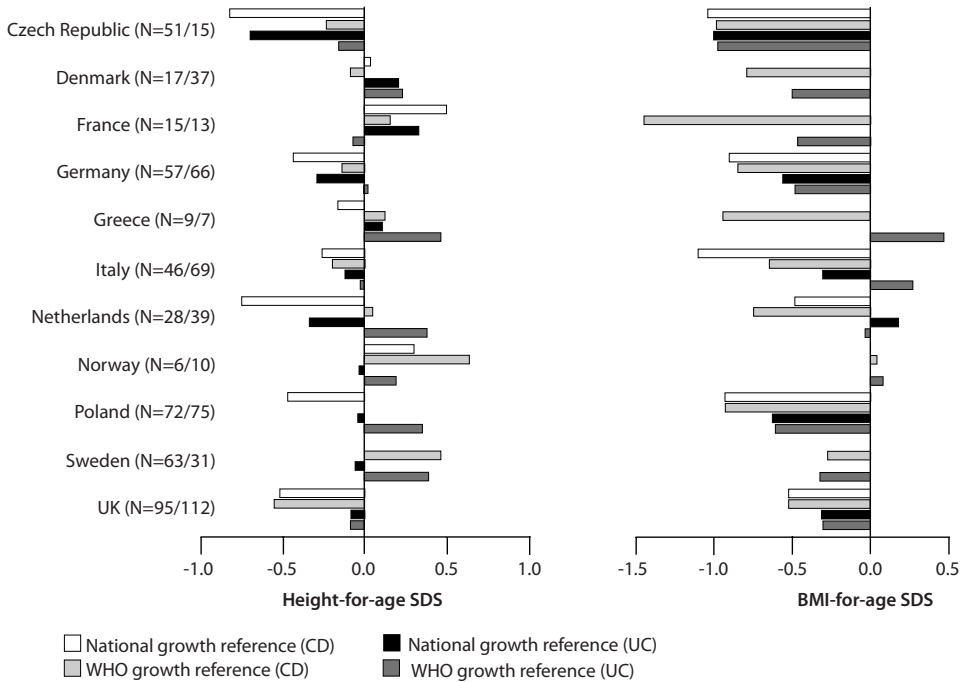 Czech Republic (N=51/15)
Denmark (N=17/37)
France (N=15/13)
Germany (N=57/66)
Greece (N=9/7)
Italy (N=46/69)
Netherlands (N=28/39)
Norway (N=6/10)
Poland (N=72/75)
Sweden (N=63/31)
UK (N=95/112)
-1.0 -0.5 0.0 0.5 1.0
Height-for-age SDS
-1.5 -1.0 -0.5 0.0 0.5
BMI-for-age SDS
National growth reference (CD)
WHO growth reference (CD)
National growth reference (UC)
WHO growth reference (UC)